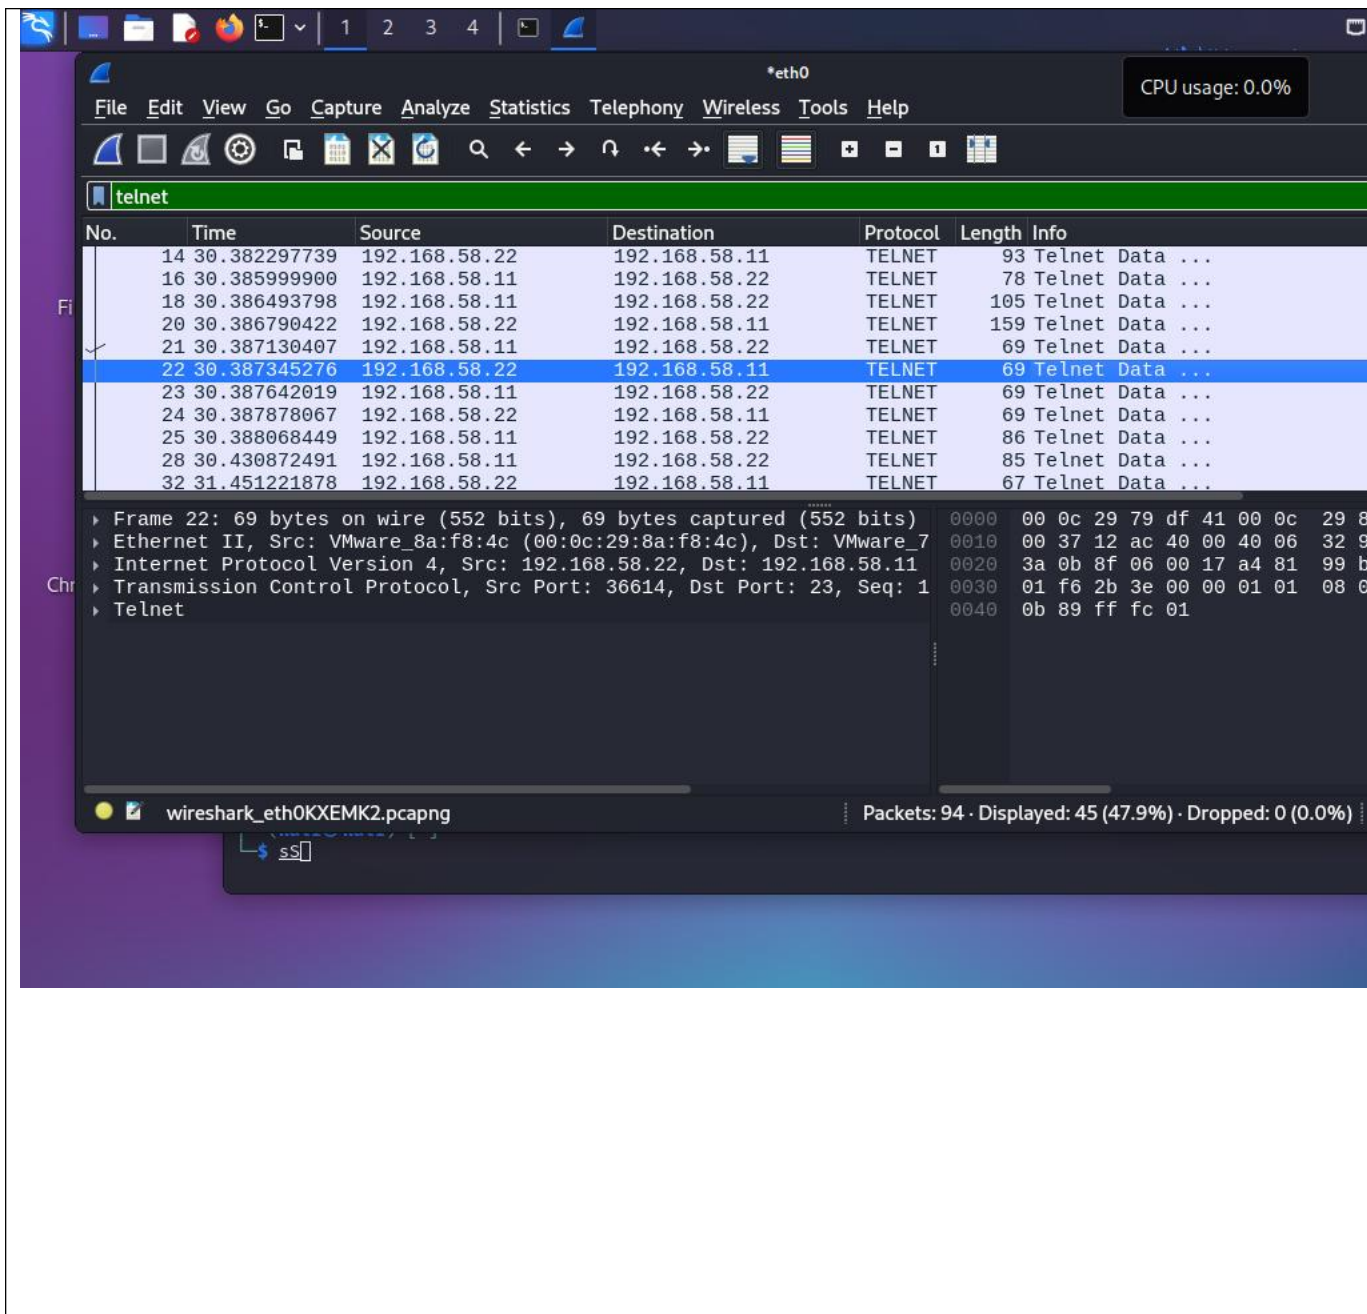 1 2 3 4
*eth0
CPU usage: 0.0%
File Edit View Go Capture Analyze Statistics Telephony Wireless Tools Help
telnet
No. Time Source Destination Protocol Length Info
14 30.382297739 192.168.58.22 192.168.58.11 TELNET 93 Telnet Data ...
16 30.385999900 192.168.58.11 192.168.58.22 TELNET 78 Telnet Data ...
18 30.386493798 192.168.58.11 192.168.58.22 TELNET 105 Telnet Data ...
20 30.386790422 192.168.58.22 192.168.58.11 TELNET 159 Telnet Data ...
21 30.387130407 192.168.58.11 192.168.58.22 TELNET 69 Telnet Data ...
22 30.387345276 192.168.58.22 192.168.58.11 TELNET 69 Telnet Data ...
23 30.387642019 192.168.58.11 192.168.58.22 TELNET 69 Telnet Data ...
24 30.387878067 192.168.58.22 192.168.58.11 TELNET 69 Telnet Data ...
25 30.388068449 192.168.58.11 192.168.58.22 TELNET 86 Telnet Data ...
28 30.430872491 192.168.58.11 192.168.58.22 TELNET 85 Telnet Data ...
32 31.451221878 192.168.58.22 192.168.58.11 TELNET 67 Telnet Data ...
Fi
Frame 22: 69 bytes on wire (552 bits), 69 bytes captured (552 bits) 0000 00 0c 29 79 df 41 00 0c 29 8
Ethernet II, Src: VMware_8a:f8:4c (00:0c:29:8a:f8:4c), Dst: VMware_7 0010 00 37 12 ac 40 00 40 06 32 9
Internet Protocol Version 4, Src: 192.168.58.22, Dst: 192.168.58.11 0020 3a 0b 8f 06 00 17 a4 81 99 b
Chr
Transmission Control Protocol, Src Port: 36614, Dst Port: 23, Seq: 1 0030 01 f6 2b 3e 00 00 01 01 08 0
Telnet 0040 0b 89 ff fc 01
wireshark_eth0KXEMK2.pcapng Packets: 94 · Displayed: 45 (47.9%) · Dropped: 0 (0.0%)
$ sS